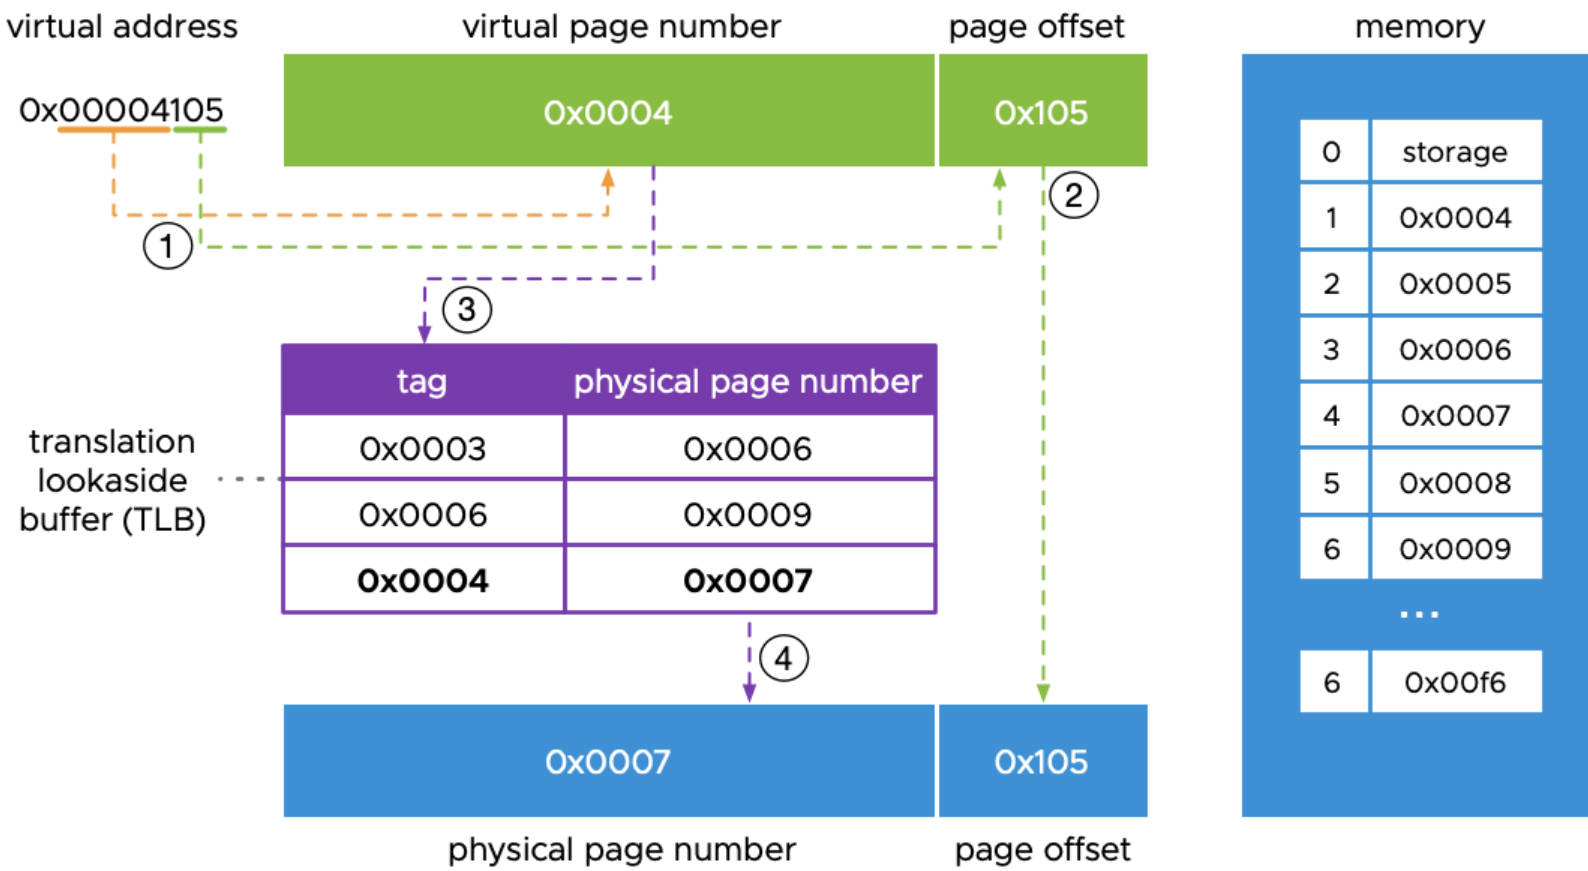 virtual address
virtual page number
page offset
memory
0x00004105
0x0004
0x105
1
2
3
tag
physical page number
0x0003
0x0006
0x0006
0x0009
0x0004
0x0007
translation
lookaside
buffer (TLB)
4
0x0007
0x105
physical page number
page offset
0 storage
1 0x0004
2 0x0005
3 0x0006
4 0x0007
5 0x0008
6 0x0009
...
6 0x00f6